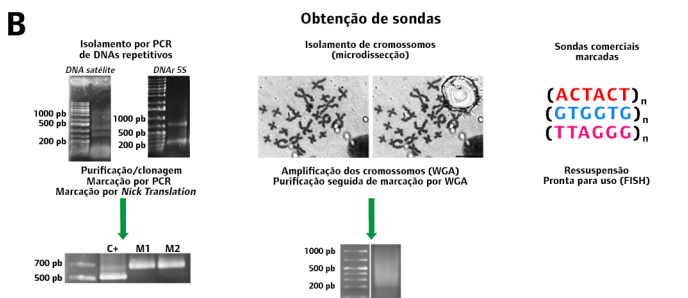 B
Obtenção de sondas
Isolamento por PCR
de DNAs repetitivos
DNA satélite
DNAr 5S
1000 pb
500 pb
200 pb
1000 pb
500 pb
200 pb
Purificação/clonagem
Marcação por PCR
Marcação por Nick Translation
C+ M1 M2
700 pb
500 pb
Isolamento de cromossomos
(microdissecção)
Amplificação dos cromossomos (WGA)
Purificação seguida de marcação por WGA
1000 pb
500 pb
200 pb
Sondas comerciais
marcadas
(ACTACT)n
(GTGGTG)n
(TTAGGG)n
Ressuspensão
Pronta para uso (FISH)